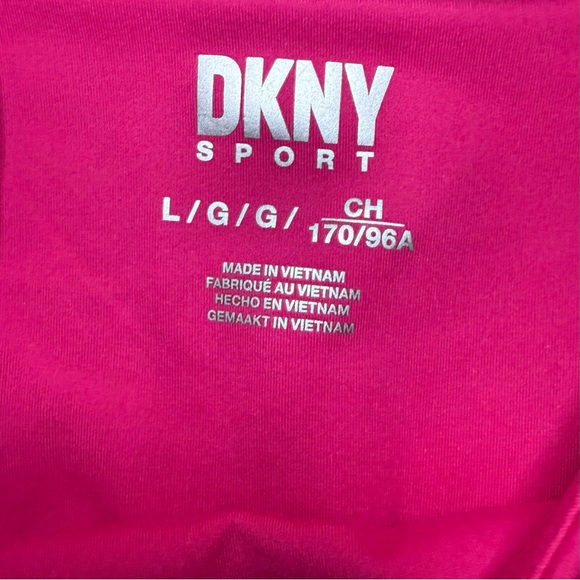 DKNY
SPORT
L/G/G/ CH
170/96A
MADE IN VIETNAM
FABRIQUÉ AU VIETNAM
HECHO EN VIETNAM
GEMAAKT IN VIETNAM